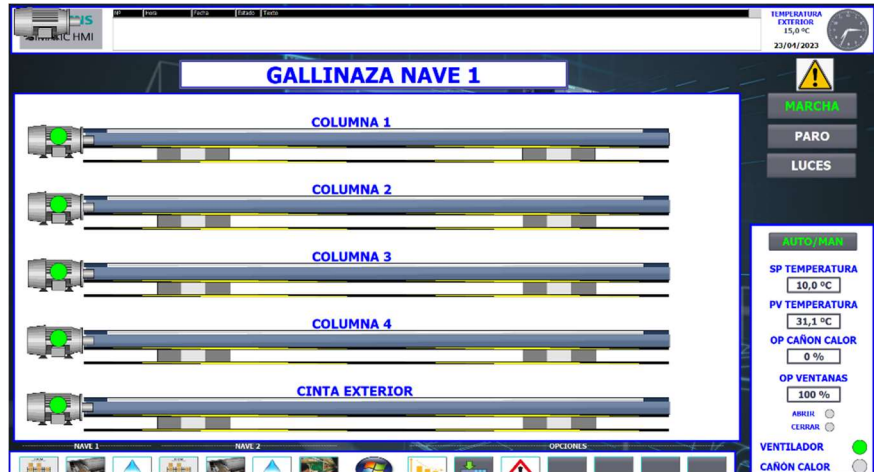 Nº Hora Fecha Estado Texto
TEMPERATURA
EXTERIOR
15,0 ºC
23/04/2023
SIMATIC HMI
GALLINAZA NAVE 1
MARCHA
PARO
LUCES
COLUMNA 1
COLUMNA 2
COLUMNA 3
COLUMNA 4
CINTA EXTERIOR
AUTO/MAN
SP TEMPERATURA
10,0 ºC
PV TEMPERATURA
31,1 ºC
OP CAÑON CALOR
0 %
OP VENTANAS
100 %
ABRIR
CERRAR
VENTILADOR
CAÑÓN CALOR
NAVE 1
NAVE 2
OPCIONES